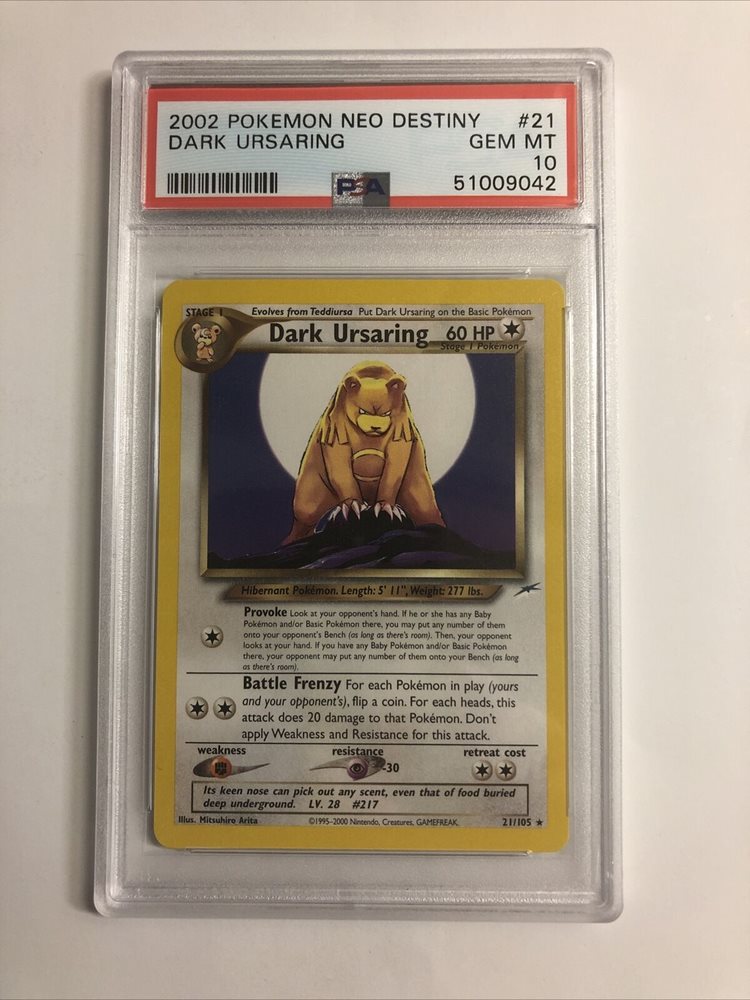 2002 POKEMON NEO DESTINY #21
DARK URSARING GEM MT
10
PSA 51009042
STAGE 1 Evolves from Teddiursa Put Dark Ursaring on the Basic Pokémon
Dark Ursaring 60 HP
Stage 1 Pokémon
Hibernant Pokémon. Length: 5' 11", Weight: 277 lbs.
Provoke Look at your opponent's hand. If he or she has any Baby
Pokémon and/or Basic Pokémon there, you may put any number of them
onto your opponent's Bench (as long as there's room). Then, your opponent
looks at your hand. If you have any Baby Pokémon and/or Basic Pokémon
there, your opponent may put any number of them onto your Bench (as long
as there's room).
Battle Frenzy For each Pokémon in play (yours
and your opponent's), flip a coin. For each heads, this
attack does 20 damage to that Pokémon. Don't
apply Weakness and Resistance for this attack.
weakness resistance retreat cost
-30
Its keen nose can pick out any scent, even that of food buried
deep underground. LV. 28 #217
Illus. Mitsuhiro Arita ©1995-2000 Nintendo, Creatures, GAMEFREAK. 21/105 ★